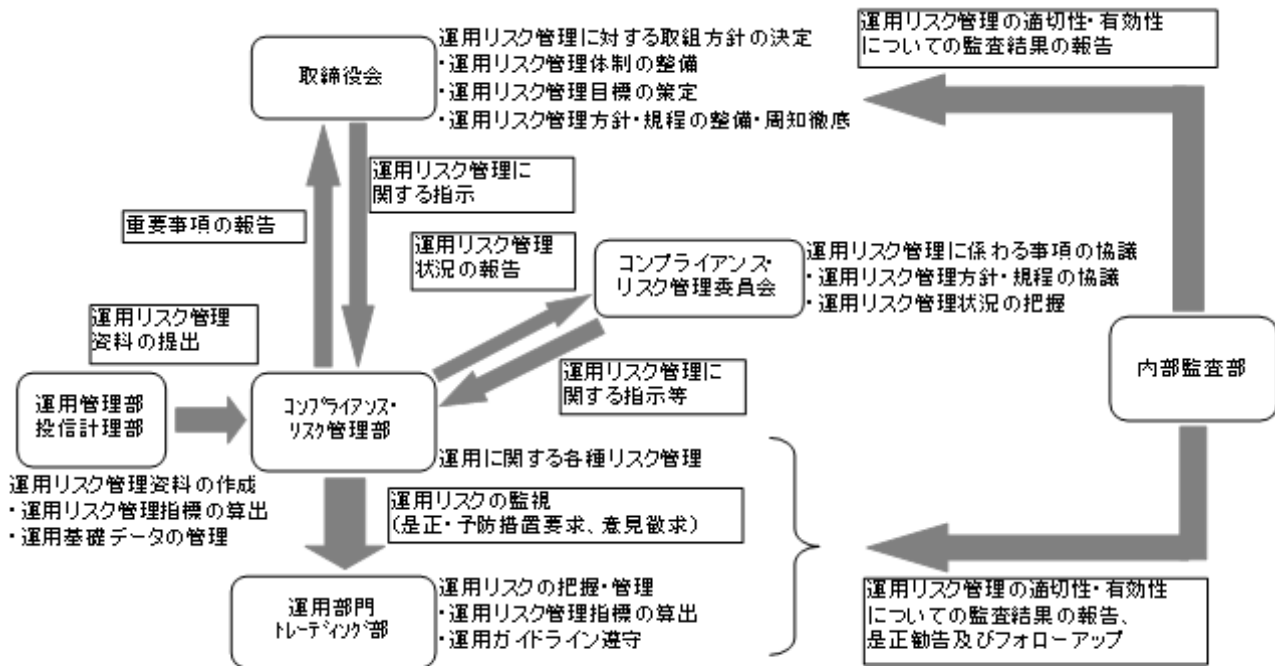 取締役会
運用リスク管理に対する取組方針の決定
・運用リスク管理体制の整備
・運用リスク管理目標の策定
・運用リスク管理方針・規程の整備・周知徹底
運用リスク管理の適切性・有効性
についての監査結果の報告
運用リスク管理に
関する指示
重要事項の報告
運用リスク管理
状況の報告
コンプライアンス・
リスク管理委員会
運用リスク管理に係わる事項の協議
・運用リスク管理方針・規程の協議
・運用リスク管理状況の把握
運用リスク管理
資料の提出
運用リスク管理に
関する指示等
内部監査部
運用管理部
投信計理部
コンプライアンス・
リスク管理部
運用に関する各種リスク管理
運用リスク管理資料の作成
・運用リスク管理指標の算出
・運用基礎データの管理
運用リスクの監視
(是正・予防措置要求、意見徴求)
運用部門
トレーディング部
運用リスクの把握・管理
・運用リスク管理指標の算出
・運用ガイドライン遵守
運用リスク管理の適切性・有効性
についての監査結果の報告、
是正勧告及びフォローアップ